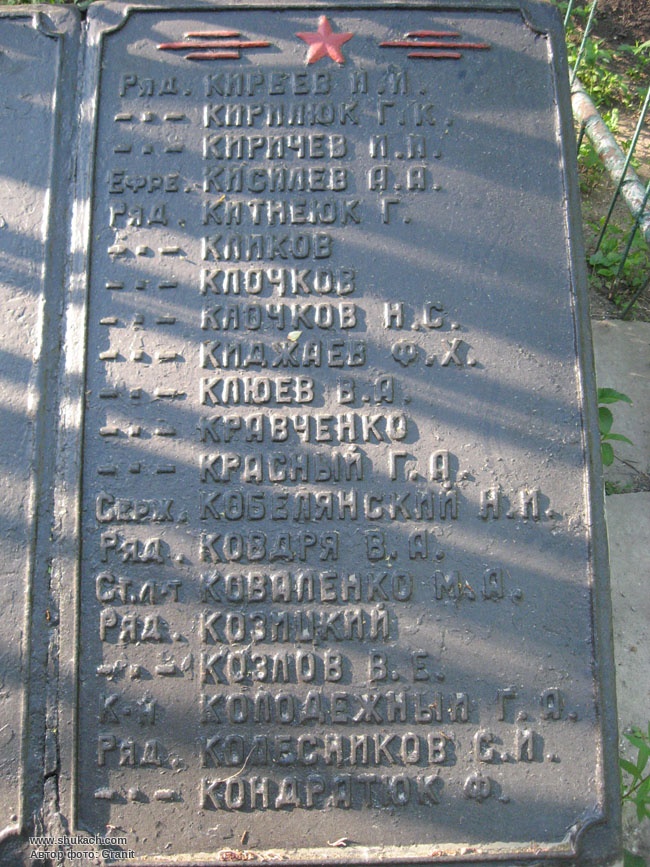 Ряд. КИРЕЕВ И.И.
–·– КИРИЛЮК Г.К.
–·– КИРИЧЕВ И.И.
Ефре. КИСИЛЕВ А.А.
Ряд. КИТНЕЮК Г.
–·– КЛИКОВ
–·– КЛОЧКОВ
–·– КЛОЧКОВ Н.С.
–·– КИДЖАЕВ Ф.Х.
–·– КЛЮЕВ В.А.
–·– КРАВЧЕНКО
–·– КРАСНЫЙ Г.А.
Серж. КОБЕЛЯНСКИЙ Н.И.
Ряд. КОВДРЯ В.А.
Ст.л-т КОВАЛЕНКО М.А.
Ряд. КОЗИЦКИЙ
–·– КОЗЛОВ В.Е.
К-н КОЛОДЕЖНЫЙ Г.А.
Ряд. КОЛЕСНИКОВ С.И.
–·– КОНДРАТЮК Ф.
www.shukach.com
Автор фото: Granit